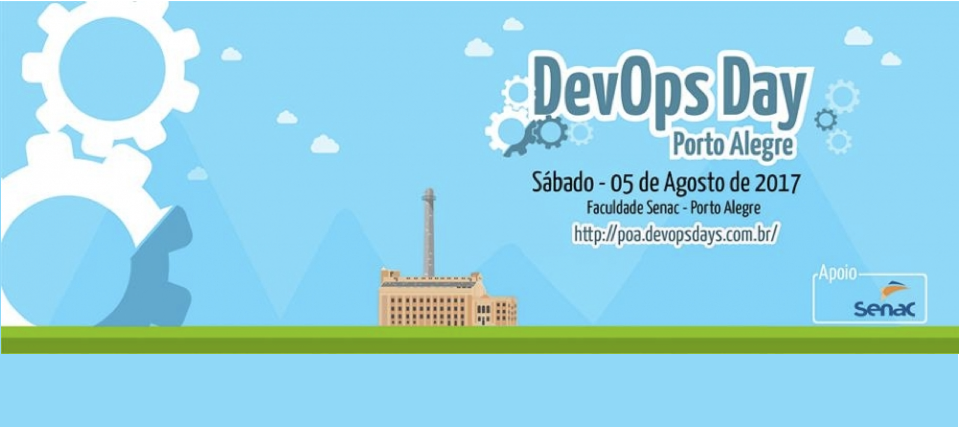 DevOps Day
Porto Alegre
Sábado - 05 de Agosto de 2017
Faculdade Senac - Porto Alegre
http://poa.devopsdays.com.br/
Apoio
senac